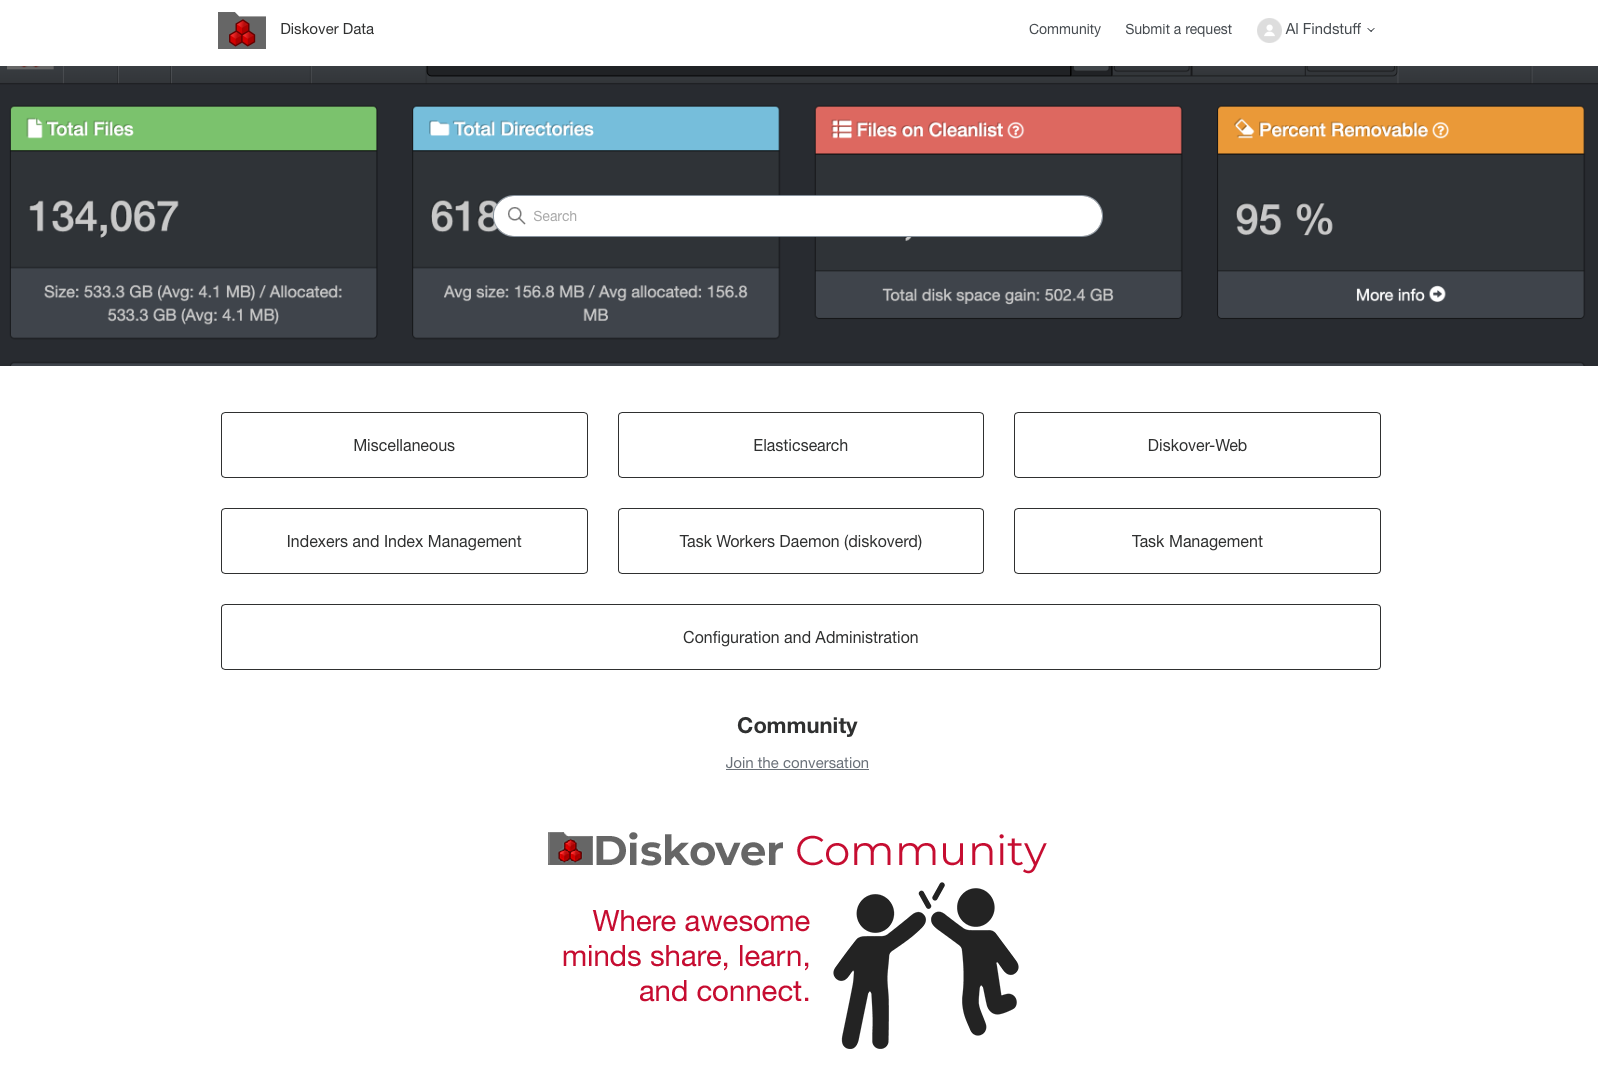 Diskover Data
Community
Submit a request
Al Findstuff
Total Files
Total Directories
Files on Cleanlist
Percent Removable
134,067
618
Search
95 %
Size: 533.3 GB (Avg: 4.1 MB) / Allocated:
533.3 GB (Avg: 4.1 MB)
Avg size: 156.8 MB / Avg allocated: 156.8
MB
Total disk space gain: 502.4 GB
More info
Miscellaneous
Elasticsearch
Diskover-Web
Indexers and Index Management
Task Workers Daemon (diskoverd)
Task Management
Configuration and Administration
Community
Join the conversation
Diskover Community
Where awesome
minds share, learn,
and connect.